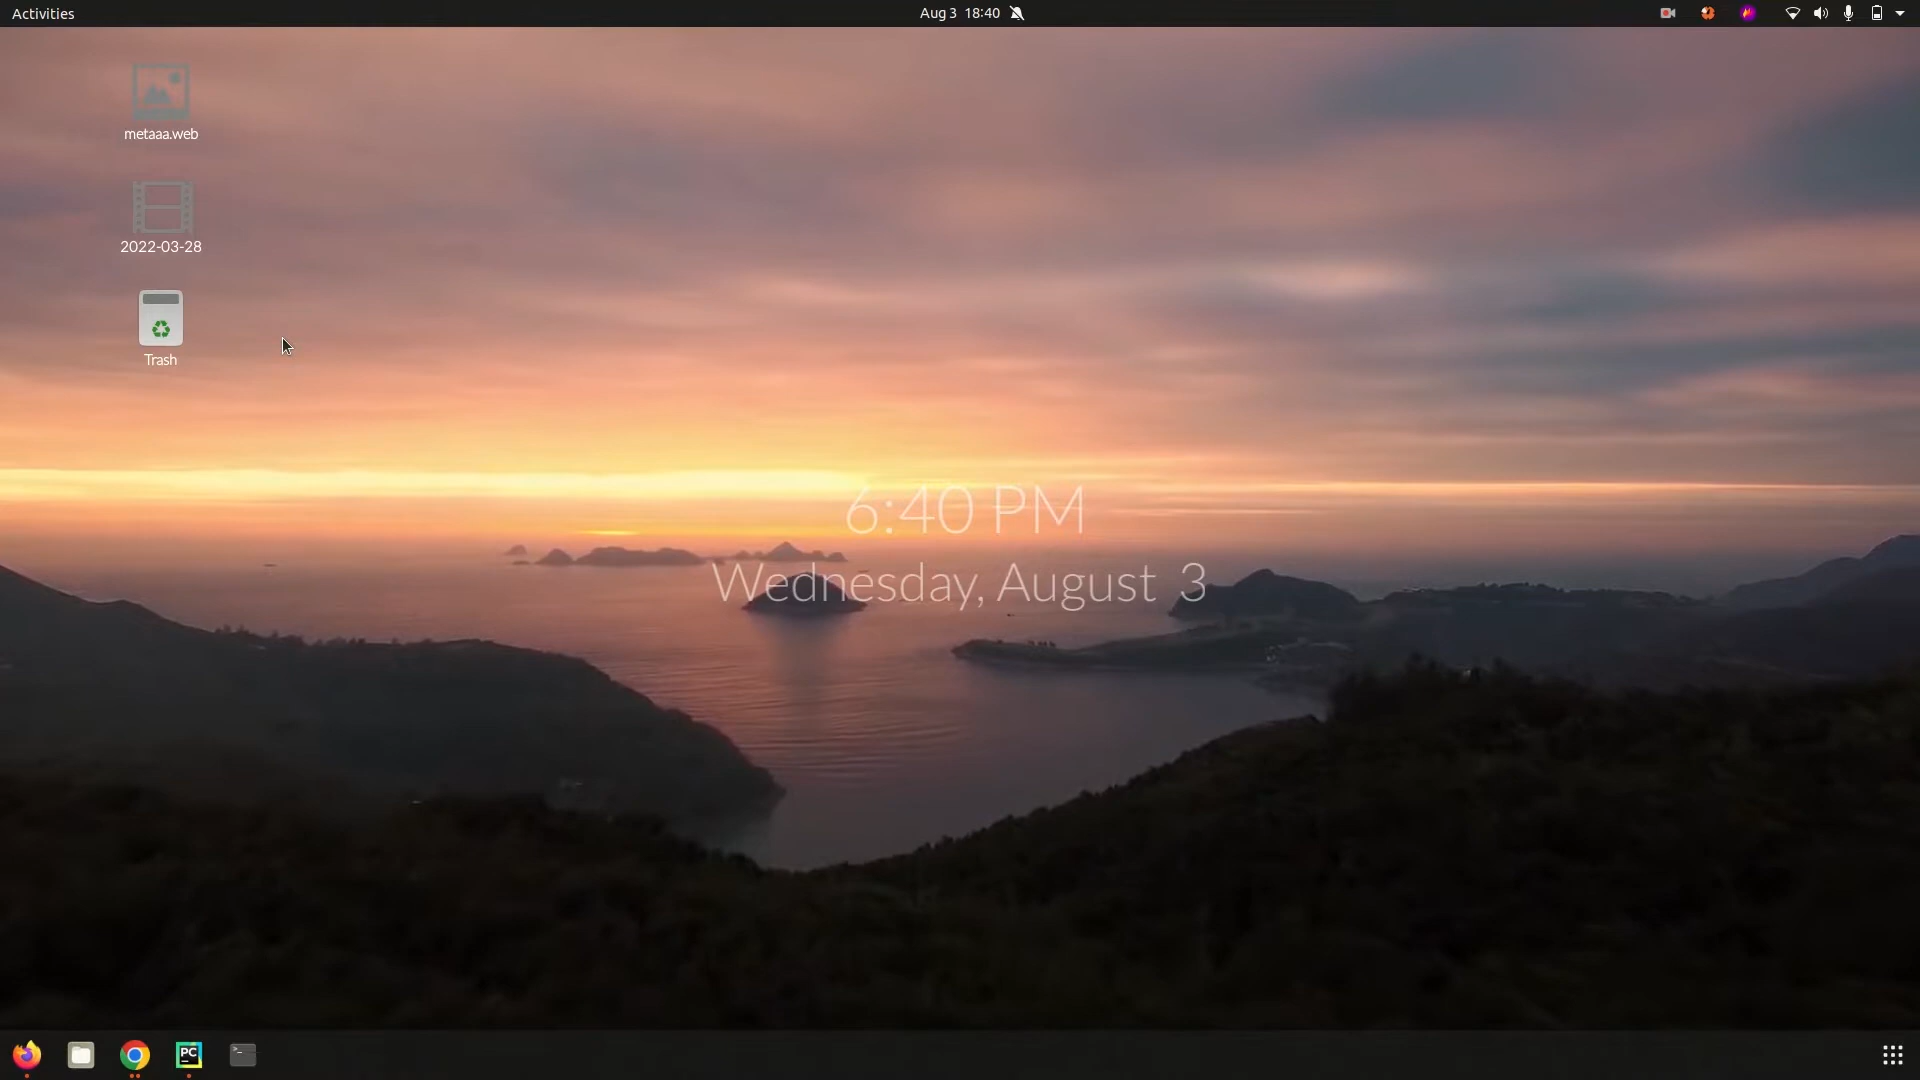 Activities
Aug 3 18:40
metaaa.web
2022-03-28
Trash
6:40 PM
Wednesday, August 3
PC